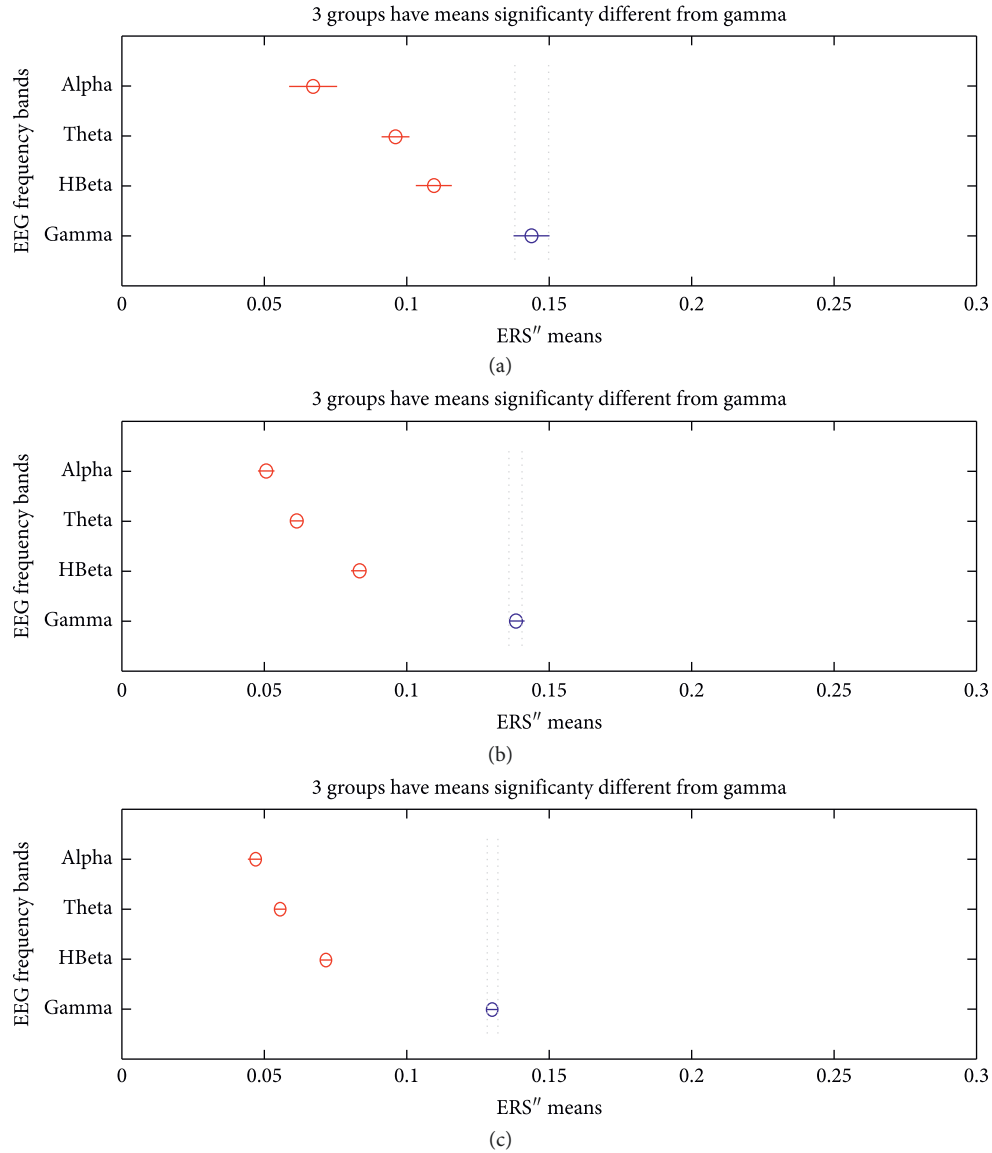 3 groups have means significanty different from gamma
EEG frequency bands
Alpha
Theta
HBeta
Gamma
0 0.05 0.1 0.15 0.2 0.25 0.3
ERS″ means
(a)
3 groups have means significanty different from gamma
EEG frequency bands
Alpha
Theta
HBeta
Gamma
0 0.05 0.1 0.15 0.2 0.25 0.3
ERS″ means
(b)
3 groups have means significanty different from gamma
EEG frequency bands
Alpha
Theta
HBeta
Gamma
0 0.05 0.1 0.15 0.2 0.25 0.3
ERS″ means
(c)